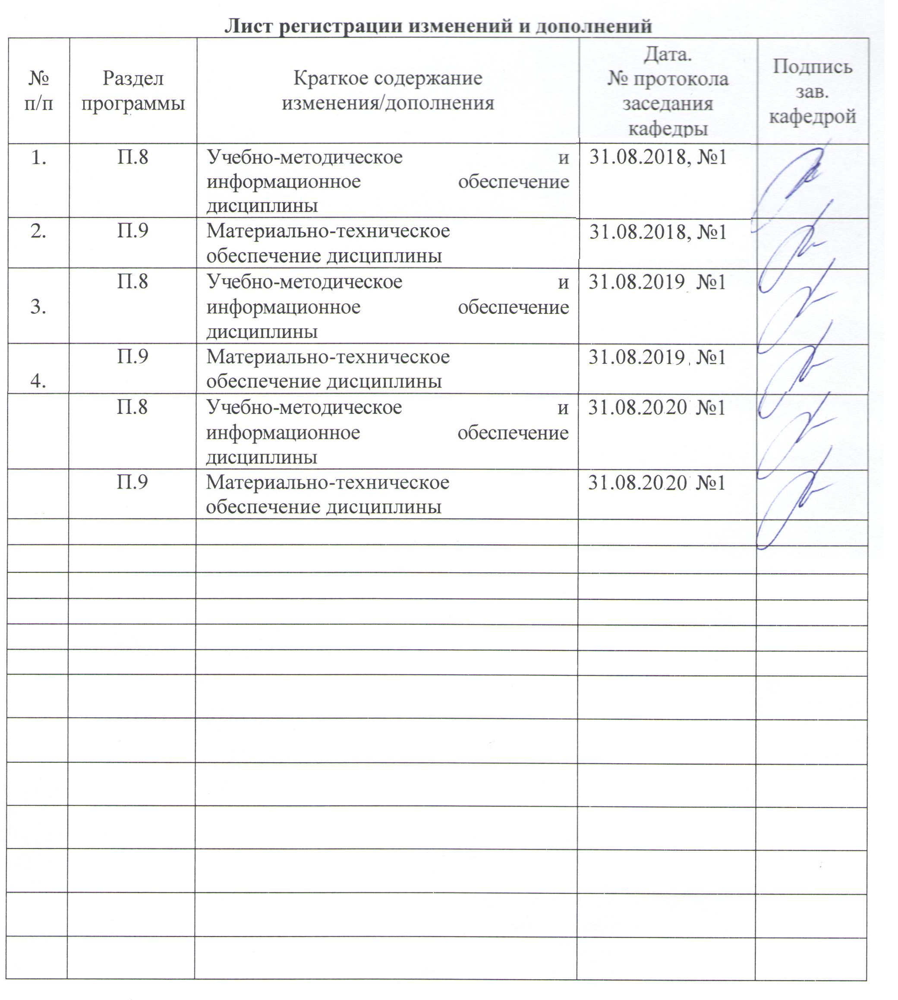 Лист регистрации изменений и дополнений
№
п/п
Раздел
программы
Краткое содержание
изменения/дополнения
Дата.
№ протокола
заседания
кафедры
Подпись
зав.
кафедрой
1.
П.8
Учебно-методическое и
информационное обеспечение
дисциплины
31.08.2018, №1
2.
П.9
Материально-техническое
обеспечение дисциплины
31.08.2018, №1
3.
П.8
Учебно-методическое и
информационное обеспечение
дисциплины
31.08.2019 №1
4.
П.9
Материально-техническое
обеспечение дисциплины
31.08.2019, №1
П.8
Учебно-методическое и
информационное обеспечение
дисциплины
31.08.2020 №1
П.9
Материально-техническое
обеспечение дисциплины
31.08.2020 №1